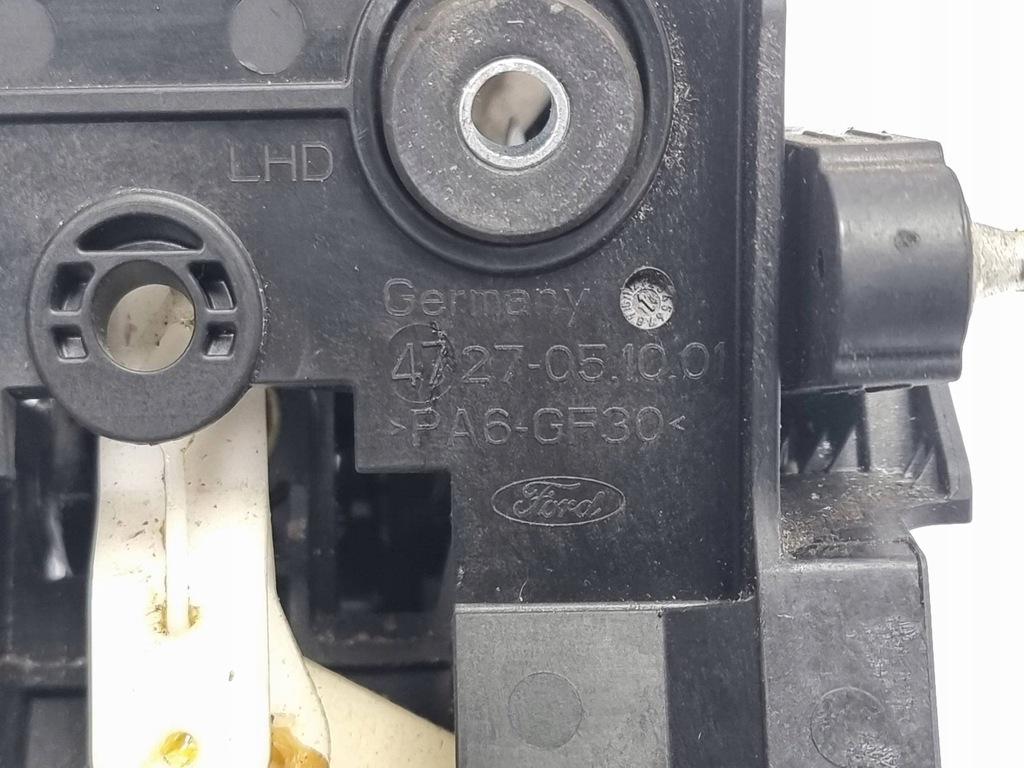 LHD
Germany
4727-05.10.01
>PA6-GF30<
Ford